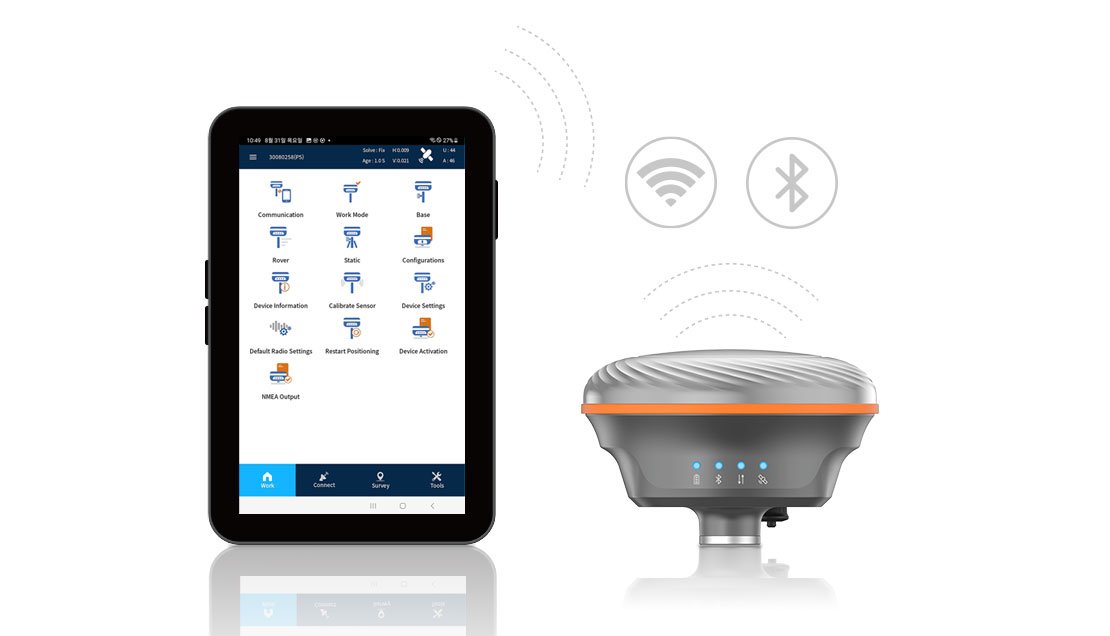 10:49 8월 31일 목요일 27%
30080258(PS) Solve : Fix H:0.009 U : 44
Age : 1.0 S V:0.021 A : 46
Communication Work Mode Base
Rover Static Configurations
Device Information Calibrate Sensor Device Settings
Default Radio Settings Restart Positioning Device Activation
NMEA Output
Work Connect Survey Tools